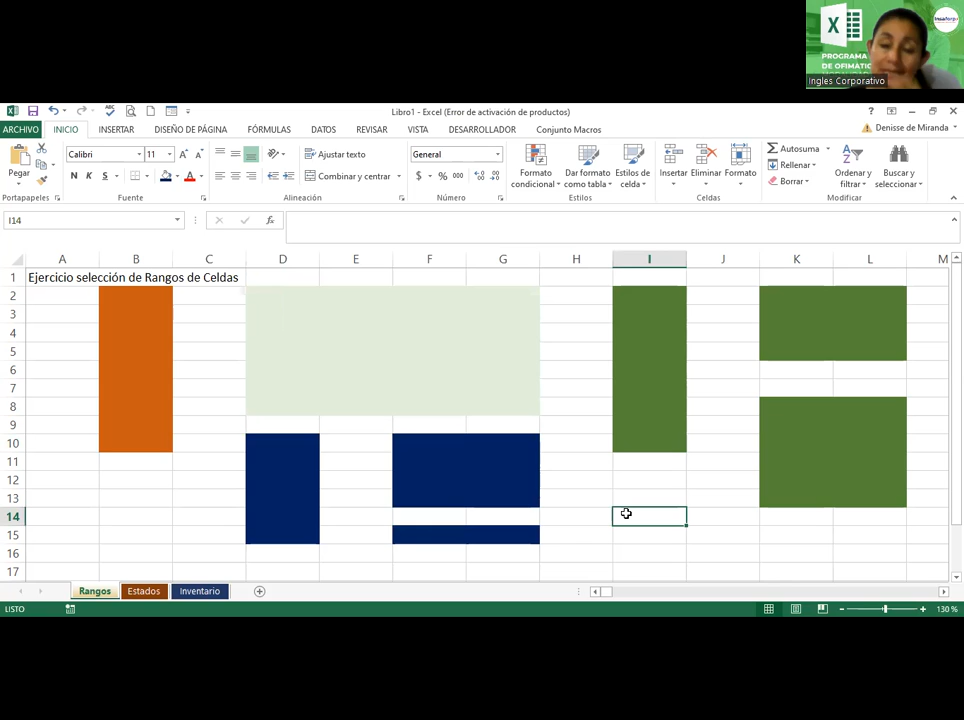 PROGRAMA
DE OFIMÁTIC
Ingles Corporativo
Libro1 - Excel (Error de activación de productos)
ARCHIVO INICIO INSERTAR DISEÑO DE PÁGINA FÓRMULAS DATOS REVISAR VISTA DESARROLLADOR Conjunto Macros Denisse de Miranda
Calibri 11 Ajustar texto General Autosuma
Pegar Formato Dar formato Estilos de Insertar Eliminar Formato Rellenar Ordenar y Buscar y
N K S Combinar y centrar $ % 000 condicional como tabla celda Borrar filtrar seleccionar
Portapapeles Fuente Alineación Número Estilos Celdas Modificar
I14 fx
A B C D E F G H I J K L M
1 Ejercicio selección de Rangos de Celdas
2
3
4
5
6
7
8
9
10
11
12
13
14
15
16
17
Rangos Estados Inventario
LISTO 130 %